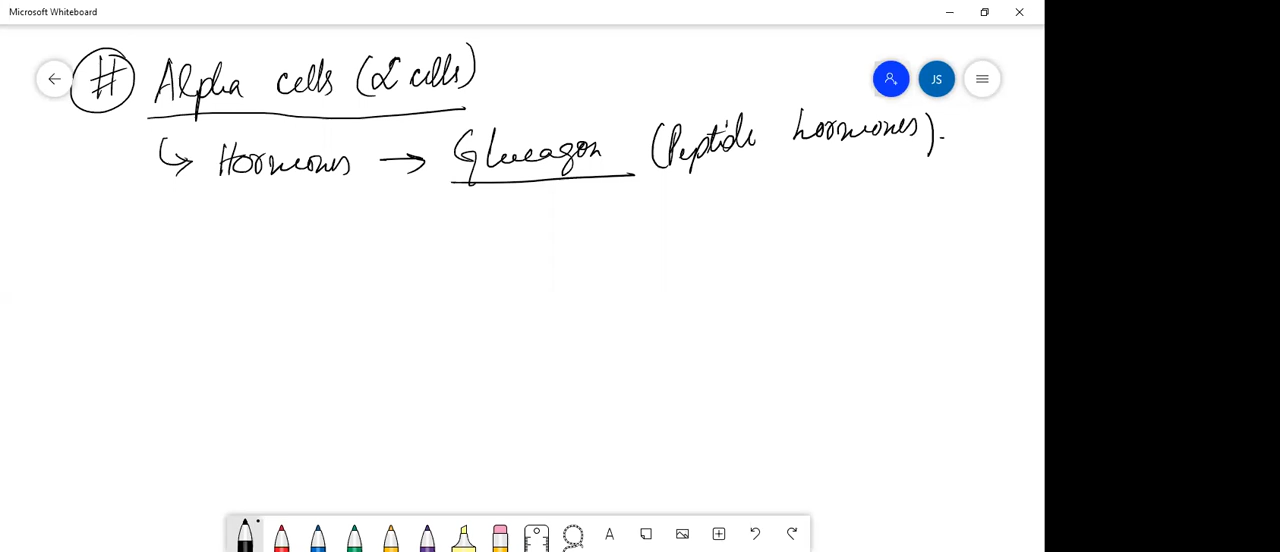 Microsoft Whiteboard
# Alpha cells (α cells)
JS
↳ Hormones → Glucagon (Peptide hormones).
A